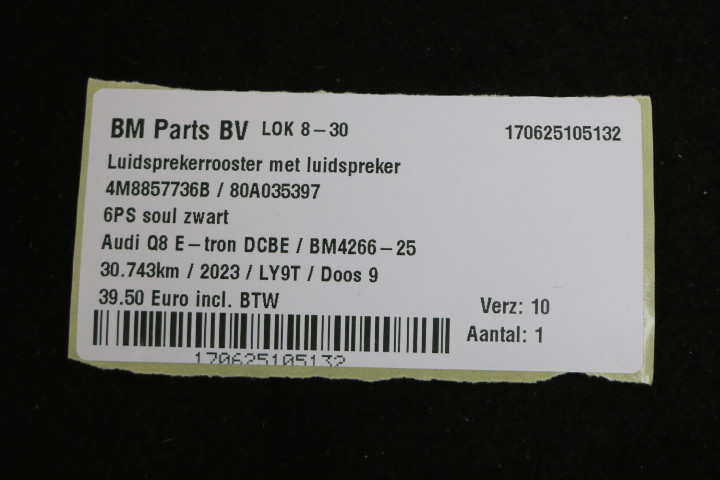 BM Parts BV LOK 8-30 170625105132
Luidsprekerrooster met luidspreker
4M8857736B / 80A035397
6PS soul zwart
Audi Q8 E-tron DCBE / BM4266-25
30.743km / 2023 / LY9T / Doos 9
39.50 Euro incl. BTW
Verz: 10
Aantal: 1
170625105132